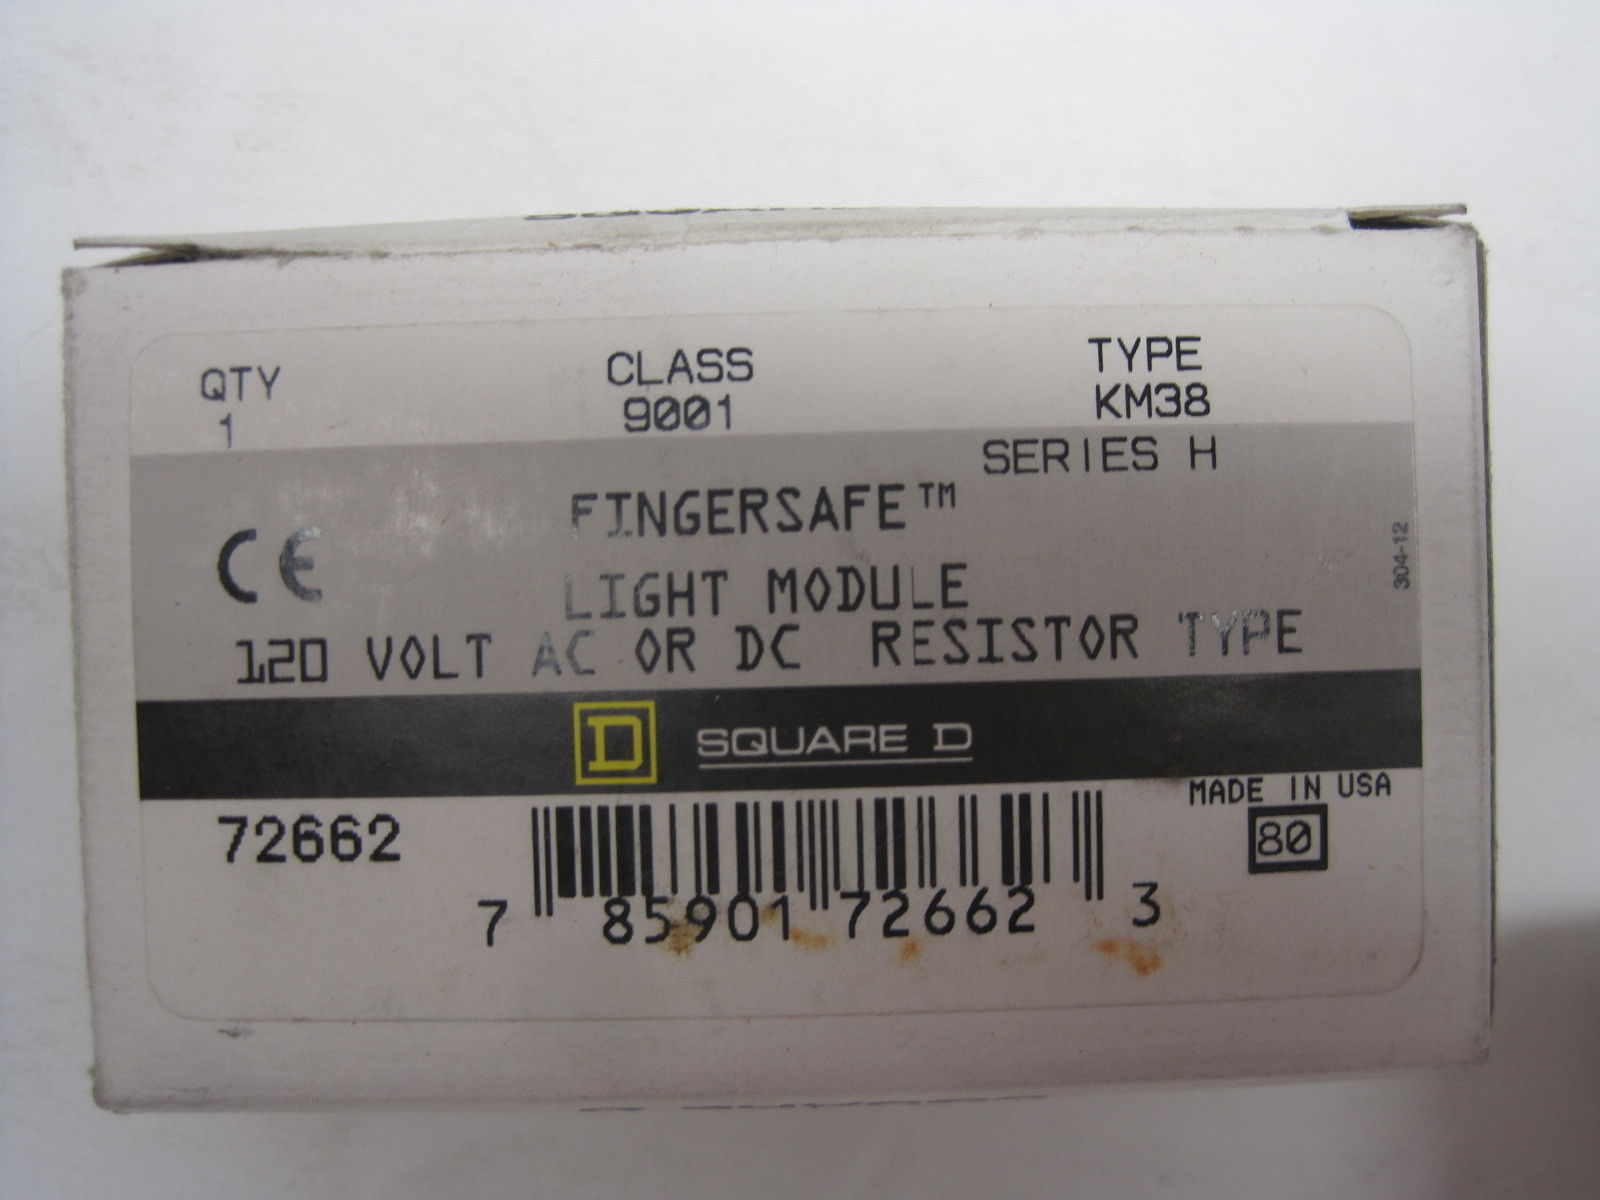 QTY CLASS TYPE
1 9001 KM38
SERIES H
FINGERSAFE™
CE
LIGHT MODULE
304-12
120 VOLT AC OR DC RESISTOR TYPE
D SQUARE D
MADE IN USA
72662
80
7 85901 72662 3